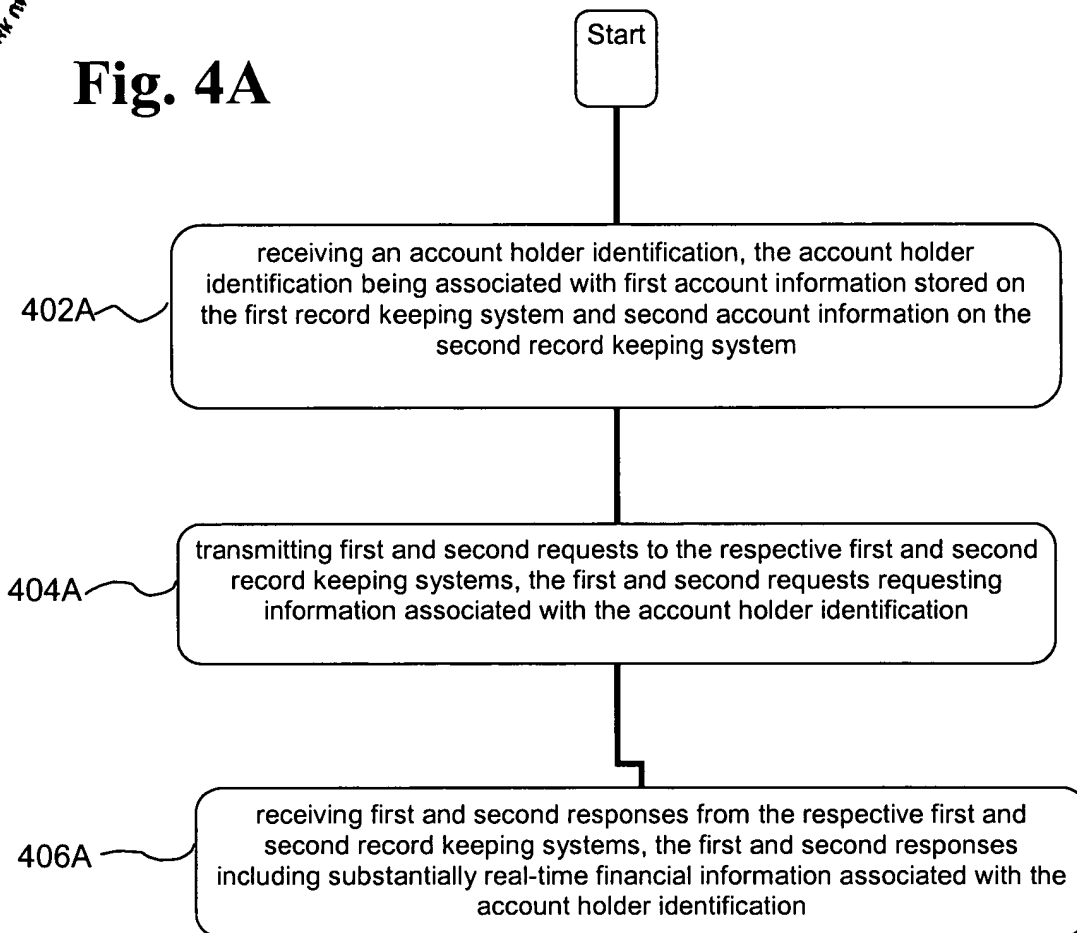 Start
Fig. 4A
receiving an account holder identification, the account holder
identification being associated with first account information stored on
the first record keeping system and second account information on the
second record keeping system
402A
transmitting first and second requests to the respective first and second
record keeping systems, the first and second requests requesting
information associated with the account holder identification
404A
receiving first and second responses from the respective first and
second record keeping systems, the first and second responses
including substantially real-time financial information associated with the
account holder identification
406A